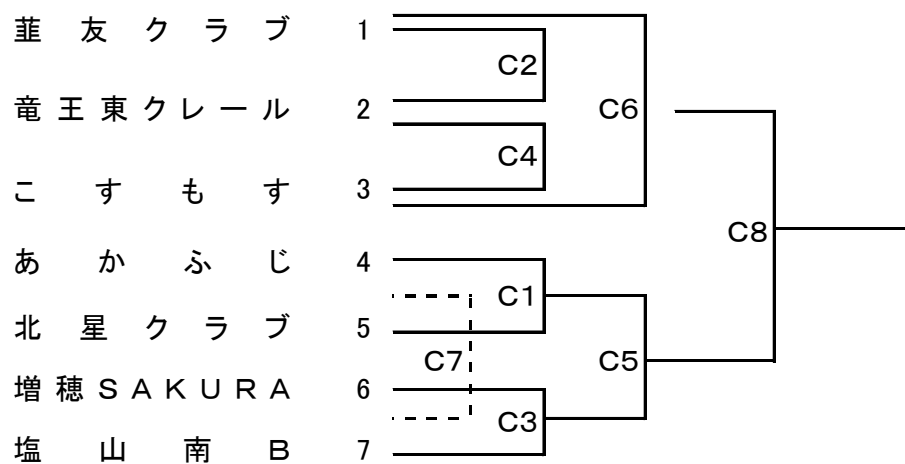 韮友クラブ 1
C2
竜王東クレール 2
C6
C4
こすもす 3
C8
あかふじ 4
C1
北星クラブ 5
C7
C5
増穂SAKURA 6
C3
塩山南B 7